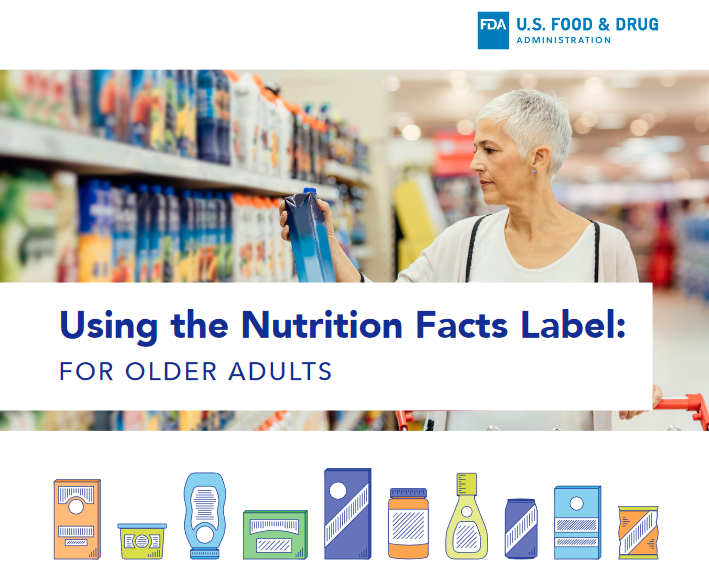 FDA U.S. FOOD & DRUG
ADMINISTRATION
Using the Nutrition Facts Label:
FOR OLDER ADULTS